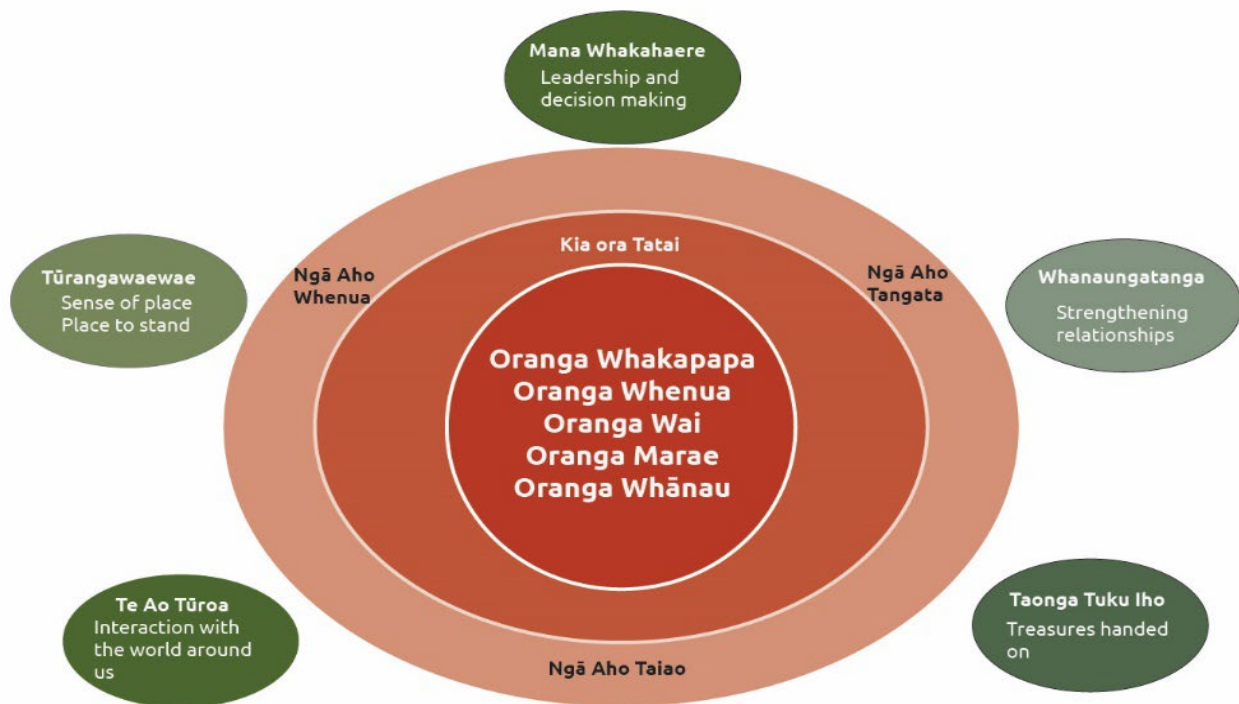 Mana Whakahaere
Leadership and
decision making
Kia ora Tatai
Tūrangawaewae
Sense of place
Place to stand
Ngā Aho
Whenua
Ngā Aho
Tangata
Whanaungatanga
Strengthening
relationships
Oranga Whakapapa
Oranga Whenua
Oranga Wai
Oranga Marae
Oranga Whānau
Te Ao Tūroa
Interaction with
the world around
us
Ngā Aho Taiao
Taonga Tuku Iho
Treasures handed
on